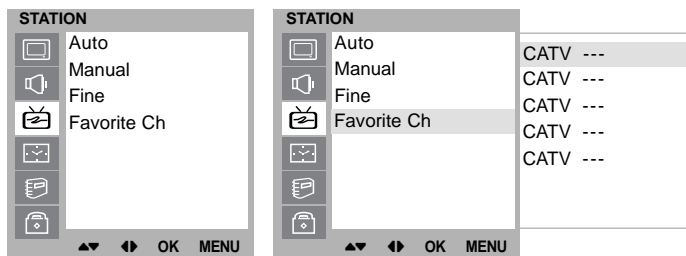 STATION
Auto
Manual
Fine
Favorite Ch
▲▼ ◀▶ OK MENU
STATION
Auto
Manual
Fine
Favorite Ch
▲▼ ◀▶ OK MENU
CATV ---
CATV ---
CATV ---
CATV ---
CATV ---